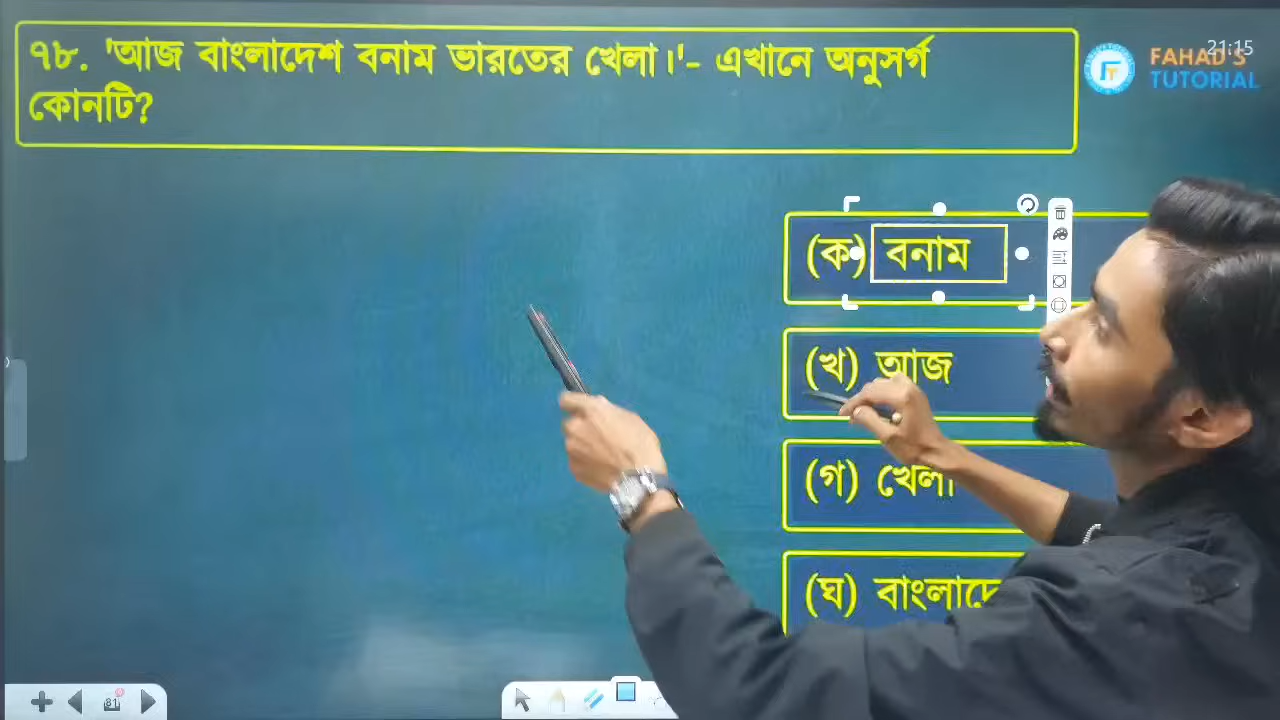 ৭৮. 'আজ বাংলাদেশ বনাম ভারতের খেলা।'- এখানে অনুসর্গ
কোনটি?
21:15
FAHAD'S
TUTORIAL
(ক) বনাম
(খ) আজ
(গ) খেলা
(ঘ)
81